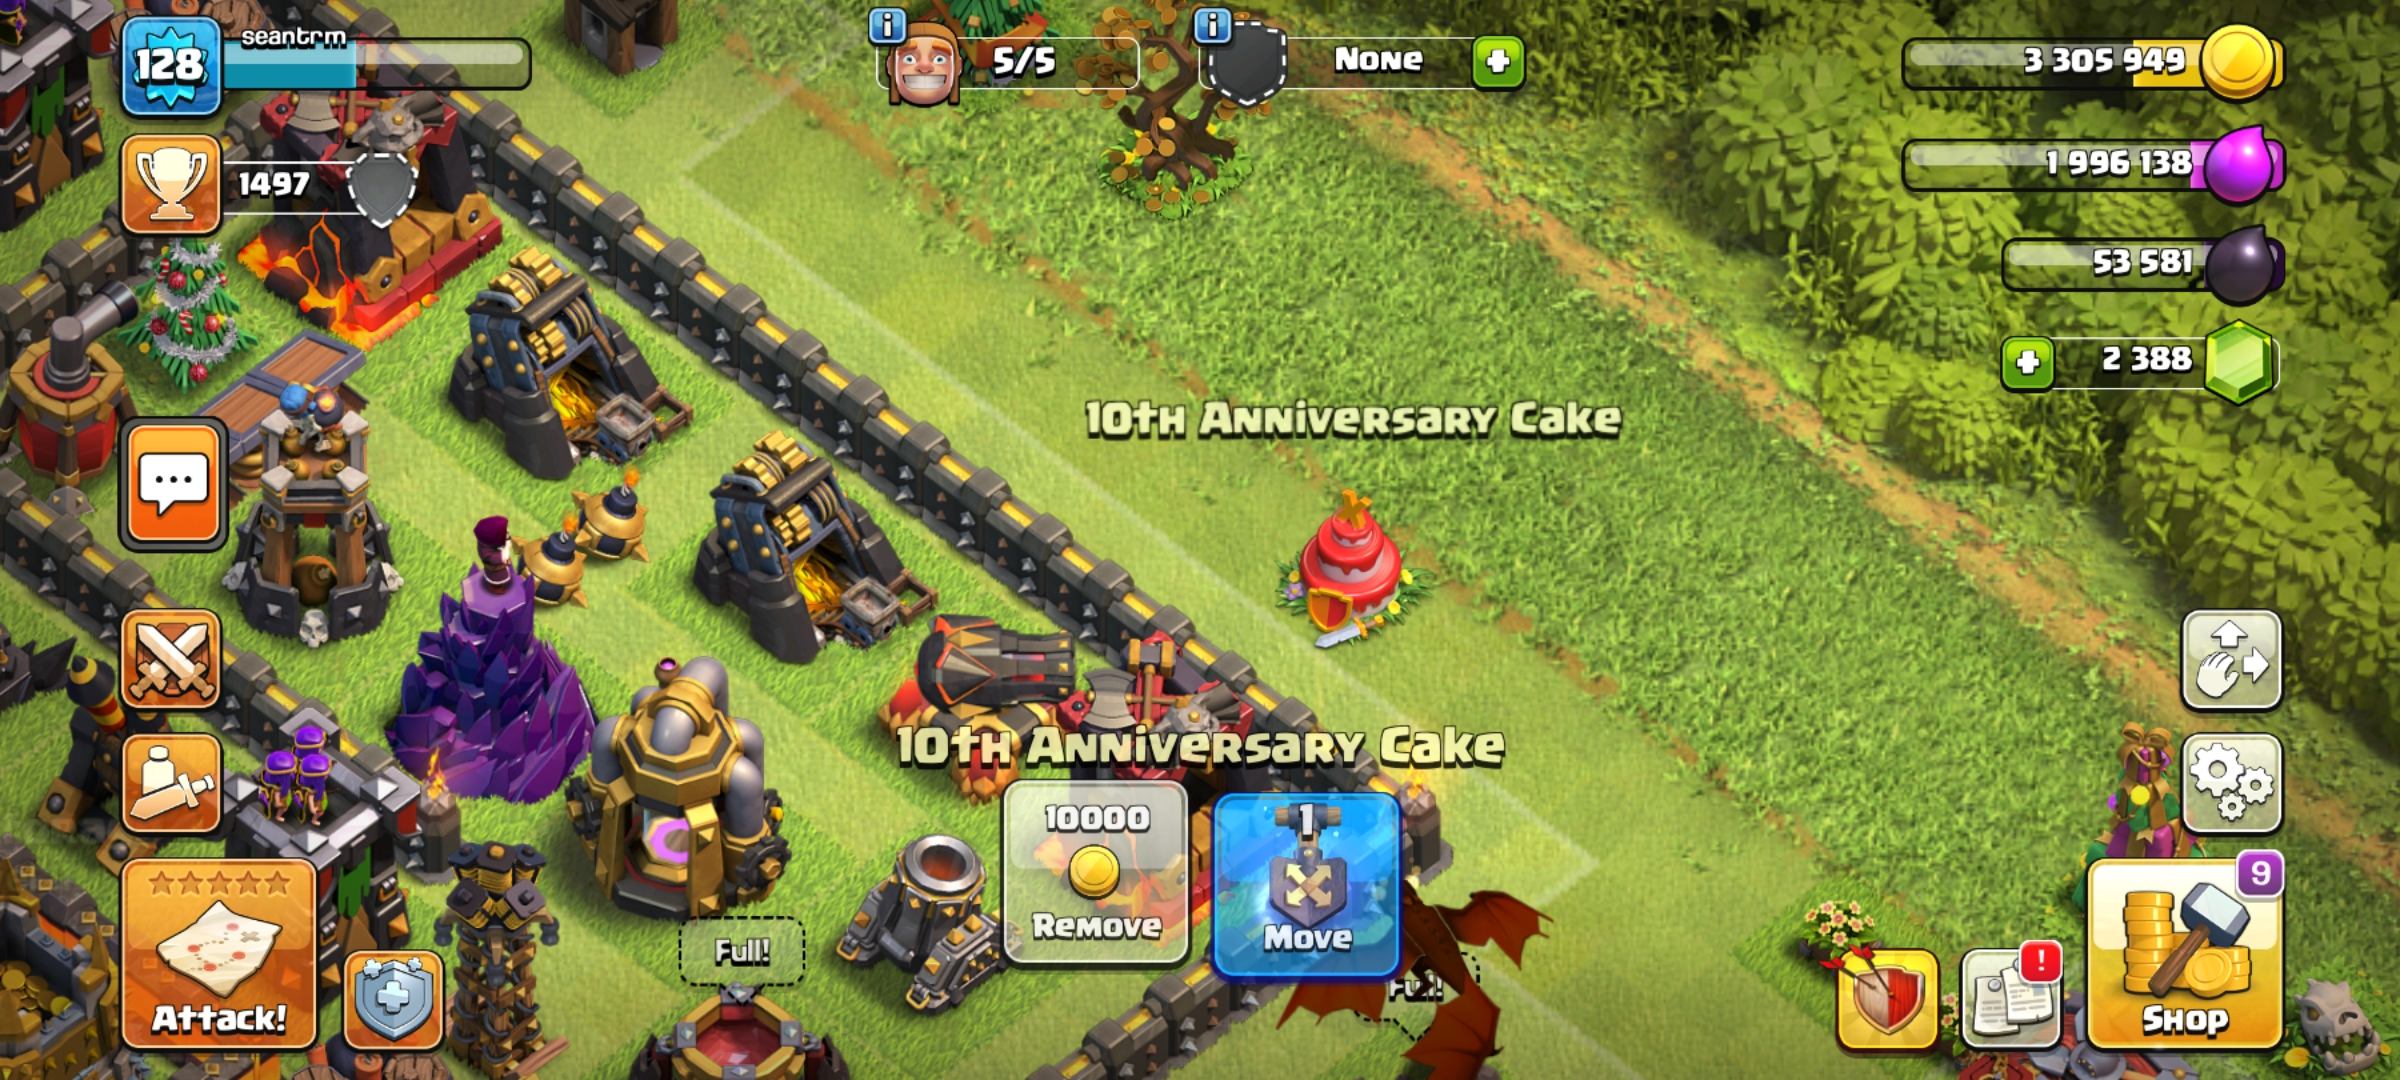 128
seantrm
5/5
None
3 305 949
1497
1 996 138
53 581
2 388
10th Anniversary Cake
10th Anniversary Cake
10000
Remove
1
Move
9
Full!
Full!
Attack!
!
Shop